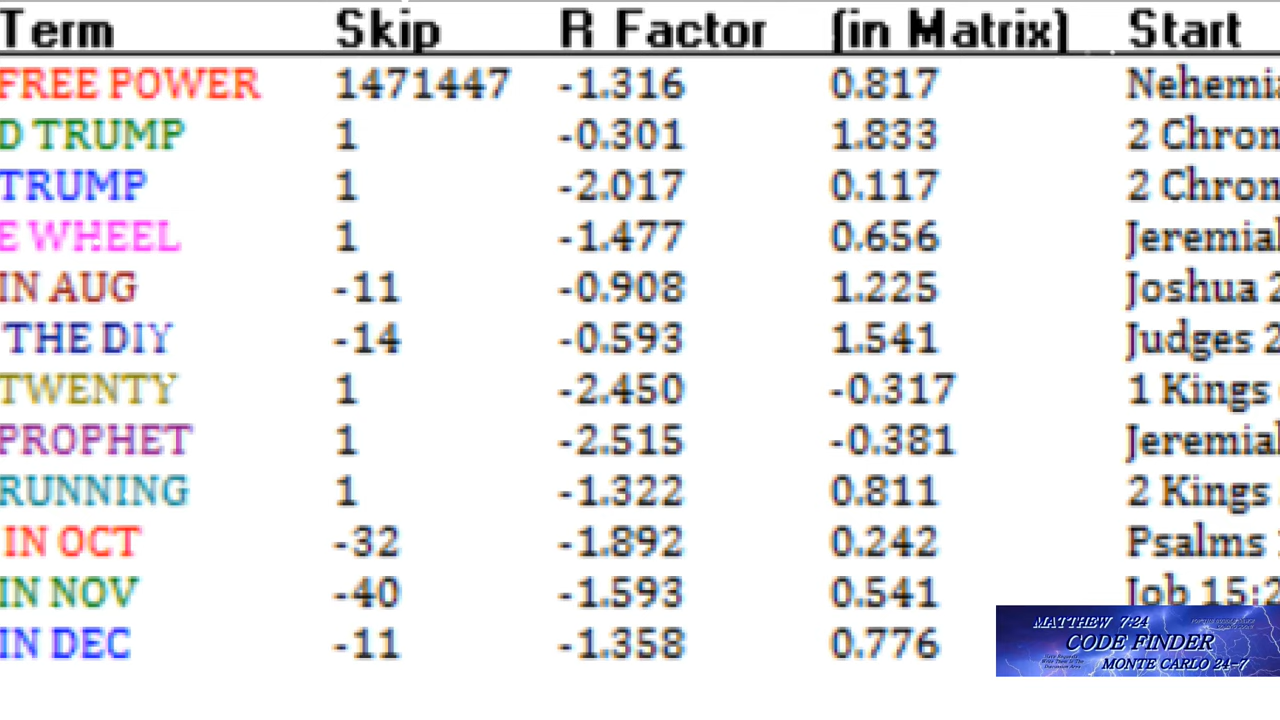 Term Skip R Factor (in Matrix) Start
FREE POWER 1471447 -1.316 0.817 Nehemia
D TRUMP 1 -0.301 1.833 2 Chron
TRUMP 1 -2.017 0.117 2 Chron
E WHEEL 1 -1.477 0.656 Jeremial
IN AUG -11 -0.908 1.225 Joshua 2
THE DIY -14 -0.593 1.541 Judges 2
TWENTY 1 -2.450 -0.317 1 Kings
PROPHET 1 -2.515 -0.381 Jeremial
RUNNING 1 -1.322 0.811 2 Kings
IN OCT -32 -1.892 0.242 Psalms
IN NOV -40 -1.593 0.541 Job 15:2
IN DEC -11 -1.358 0.776
MATTHEW 7:24
CODE FINDER
MONTE CARLO 24-7